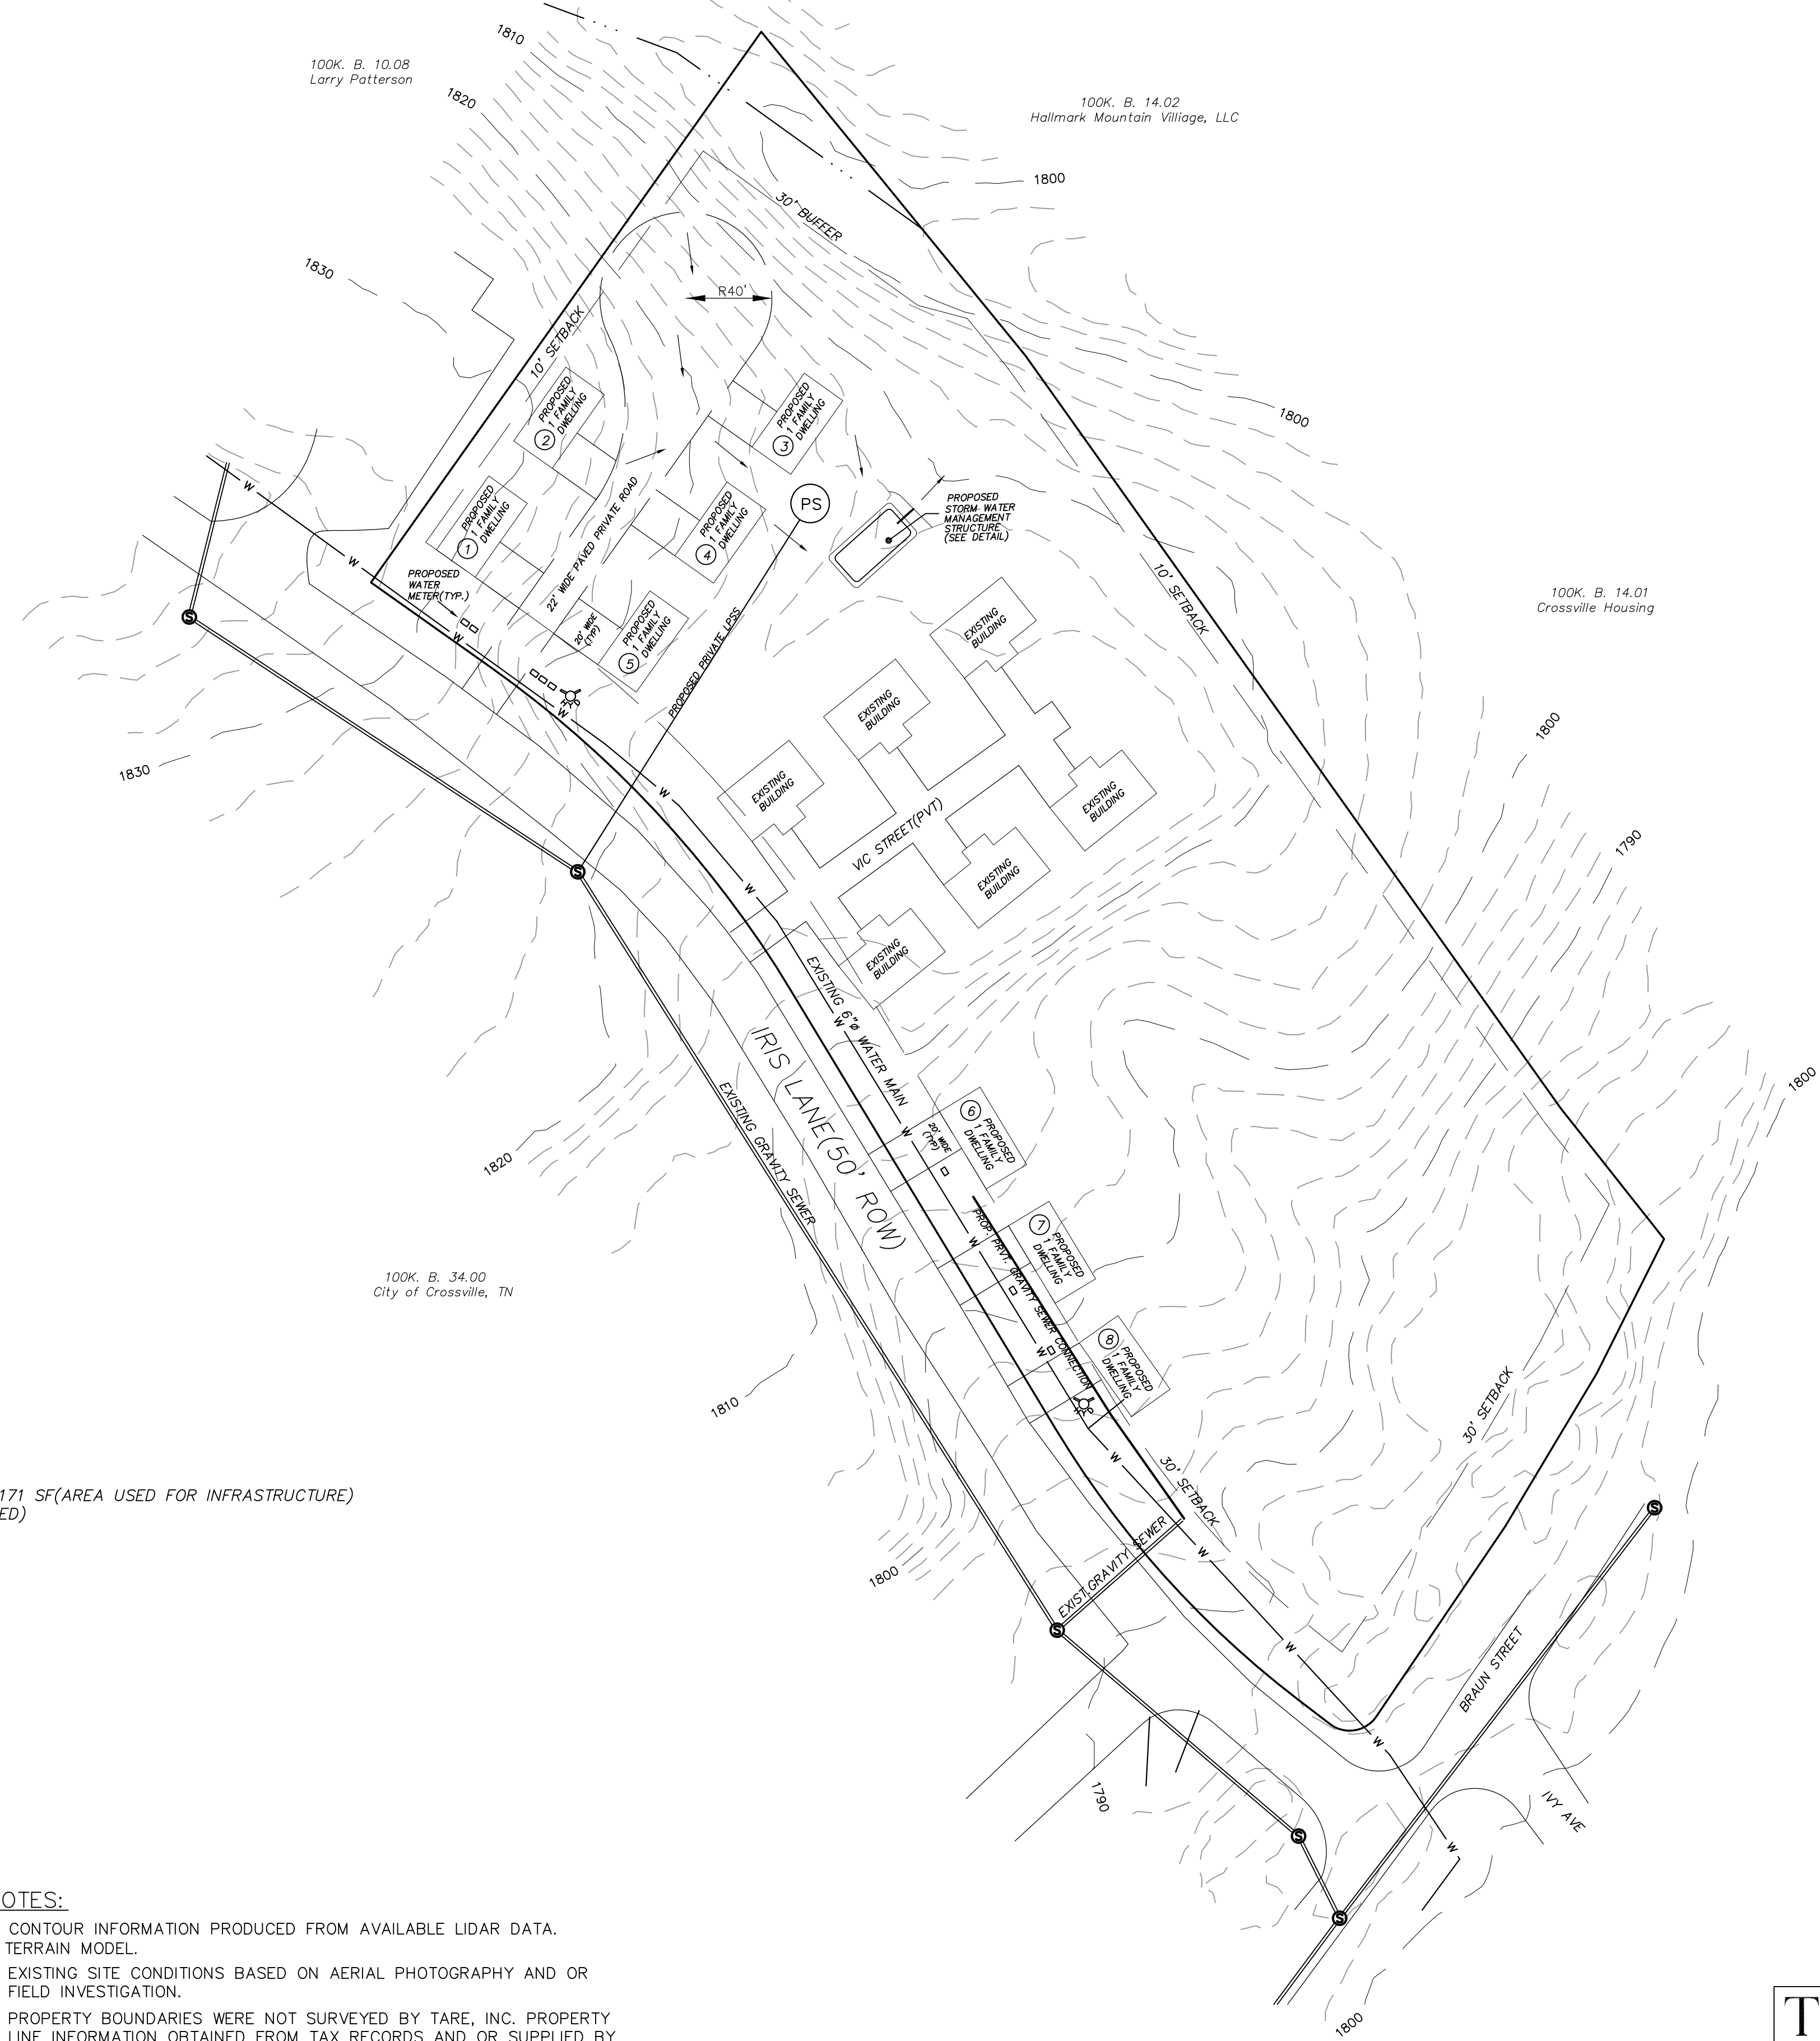 1810
100K. B. 10.08
Larry Patterson
1820
100K. B. 14.02
Hallmark Mountain Villiage, LLC
1800
30' BUFFER
1830
R40'
10' SETBACK
1800
PROPOSED
1 FAMILY
DWELLING
2
PROPOSED
1 FAMILY
DWELLING
3
PROPOSED
1 FAMILY
DWELLING
1
PROPOSED
1 FAMILY
DWELLING
4
PS
PROPOSED
STORM WATER
MANAGEMENT
STRUCTURE
(SEE DETAIL)
22' WIDE PAVED PRIVATE ROAD
PROPOSED
WATER
METER(TYP.)
W
W
W
W
S
20' WIDE
(TYP)
PROPOSED
1 FAMILY
DWELLING
5
PROPOSED PRIVATE LPSS
10' SETBACK
100K. B. 14.01
Crossville Housing
EXISTING
BUILDING
EXISTING
BUILDING
EXISTING
BUILDING
EXISTING
BUILDING
EXISTING
BUILDING
EXISTING
BUILDING
VIC STREET(PVT)
1830
1800
1790
W
W
S
EXISTING 6"ø WATER MAIN
W
IRIS LANE(50' ROW)
EXISTING GRAVITY SEWER
1820
1800
W
20' WIDE
(TYP)
6
PROPOSED
1 FAMILY
DWELLING
7
PROPOSED
1 FAMILY
DWELLING
W
PROP. PRVT. GRAVITY SEWER CONNECTION
8
PROPOSED
1 FAMILY
DWELLING
W
100K. B. 34.00
City of Crossville, TN
1810
30' SETBACK
W
30' SETBACK
171 SF(AREA USED FOR INFRASTRUCTURE)
ED)
1800
EXIST.GRAVITY SEWER
W
S
S
W
BRAUN STREET
W
1790
IVY AVE
S
W
S
1800
OTES:
CONTOUR INFORMATION PRODUCED FROM AVAILABLE LIDAR DATA.
TERRAIN MODEL.
EXISTING SITE CONDITIONS BASED ON AERIAL PHOTOGRAPHY AND OR
FIELD INVESTIGATION.
PROPERTY BOUNDARIES WERE NOT SURVEYED BY TARE, INC. PROPERTY
LINE INFORMATION OBTAINED FROM TAX RECORDS AND OR SUPPLIED BY
T